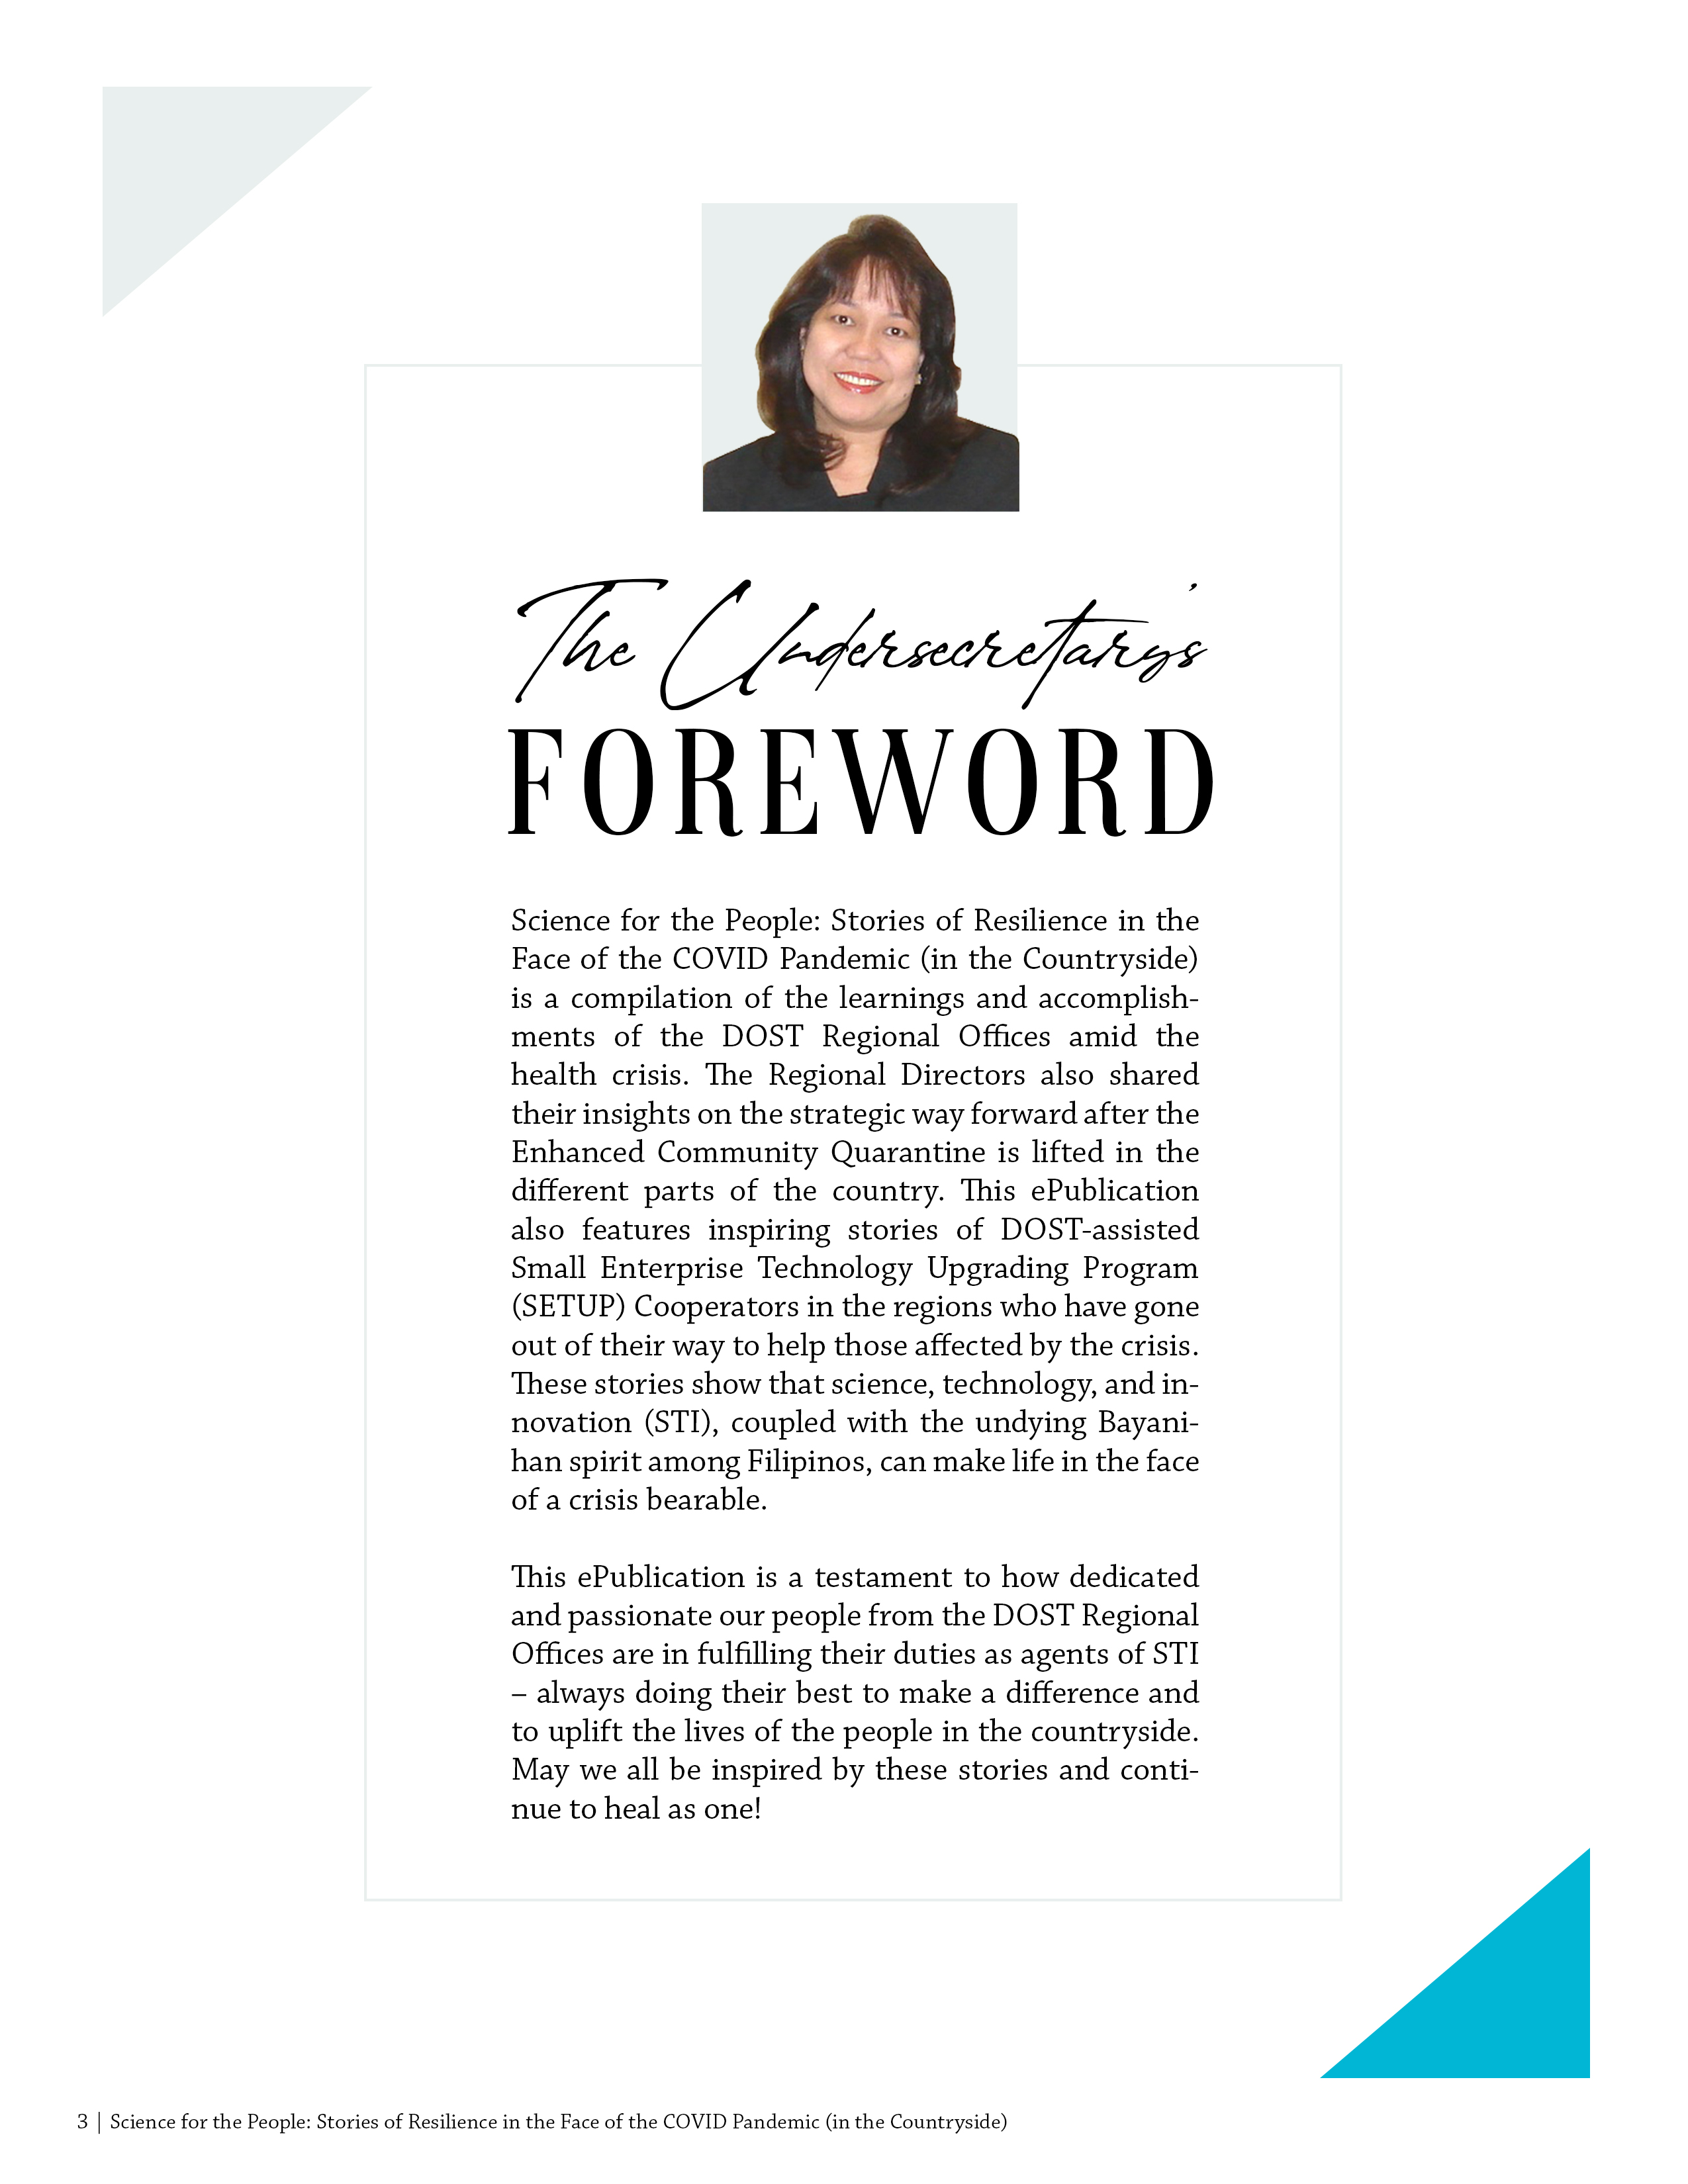 The Undersecretary's
FOREWORD
Science for the People: Stories of Resilience in the
Face of the COVID Pandemic (in the Countryside)
is a compilation of the learnings and accomplish-
ments of the DOST Regional Offices amid the
health crisis. The Regional Directors also shared
their insights on the strategic way forward after the
Enhanced Community Quarantine is lifted in the
different parts of the country. This ePublication
also features inspiring stories of DOST-assisted
Small Enterprise Technology Upgrading Program
(SETUP) Cooperators in the regions who have gone
out of their way to help those affected by the crisis.
These stories show that science, technology, and in-
novation (STI), coupled with the undying Bayani-
han spirit among Filipinos, can make life in the face
of a crisis bearable.
This ePublication is a testament to how dedicated
and passionate our people from the DOST Regional
Offices are in fulfilling their duties as agents of STI
– always doing their best to make a difference and
to uplift the lives of the people in the countryside.
May we all be inspired by these stories and conti-
nue to heal as one!
3 | Science for the People: Stories of Resilience in the Face of the COVID Pandemic (in the Countryside)